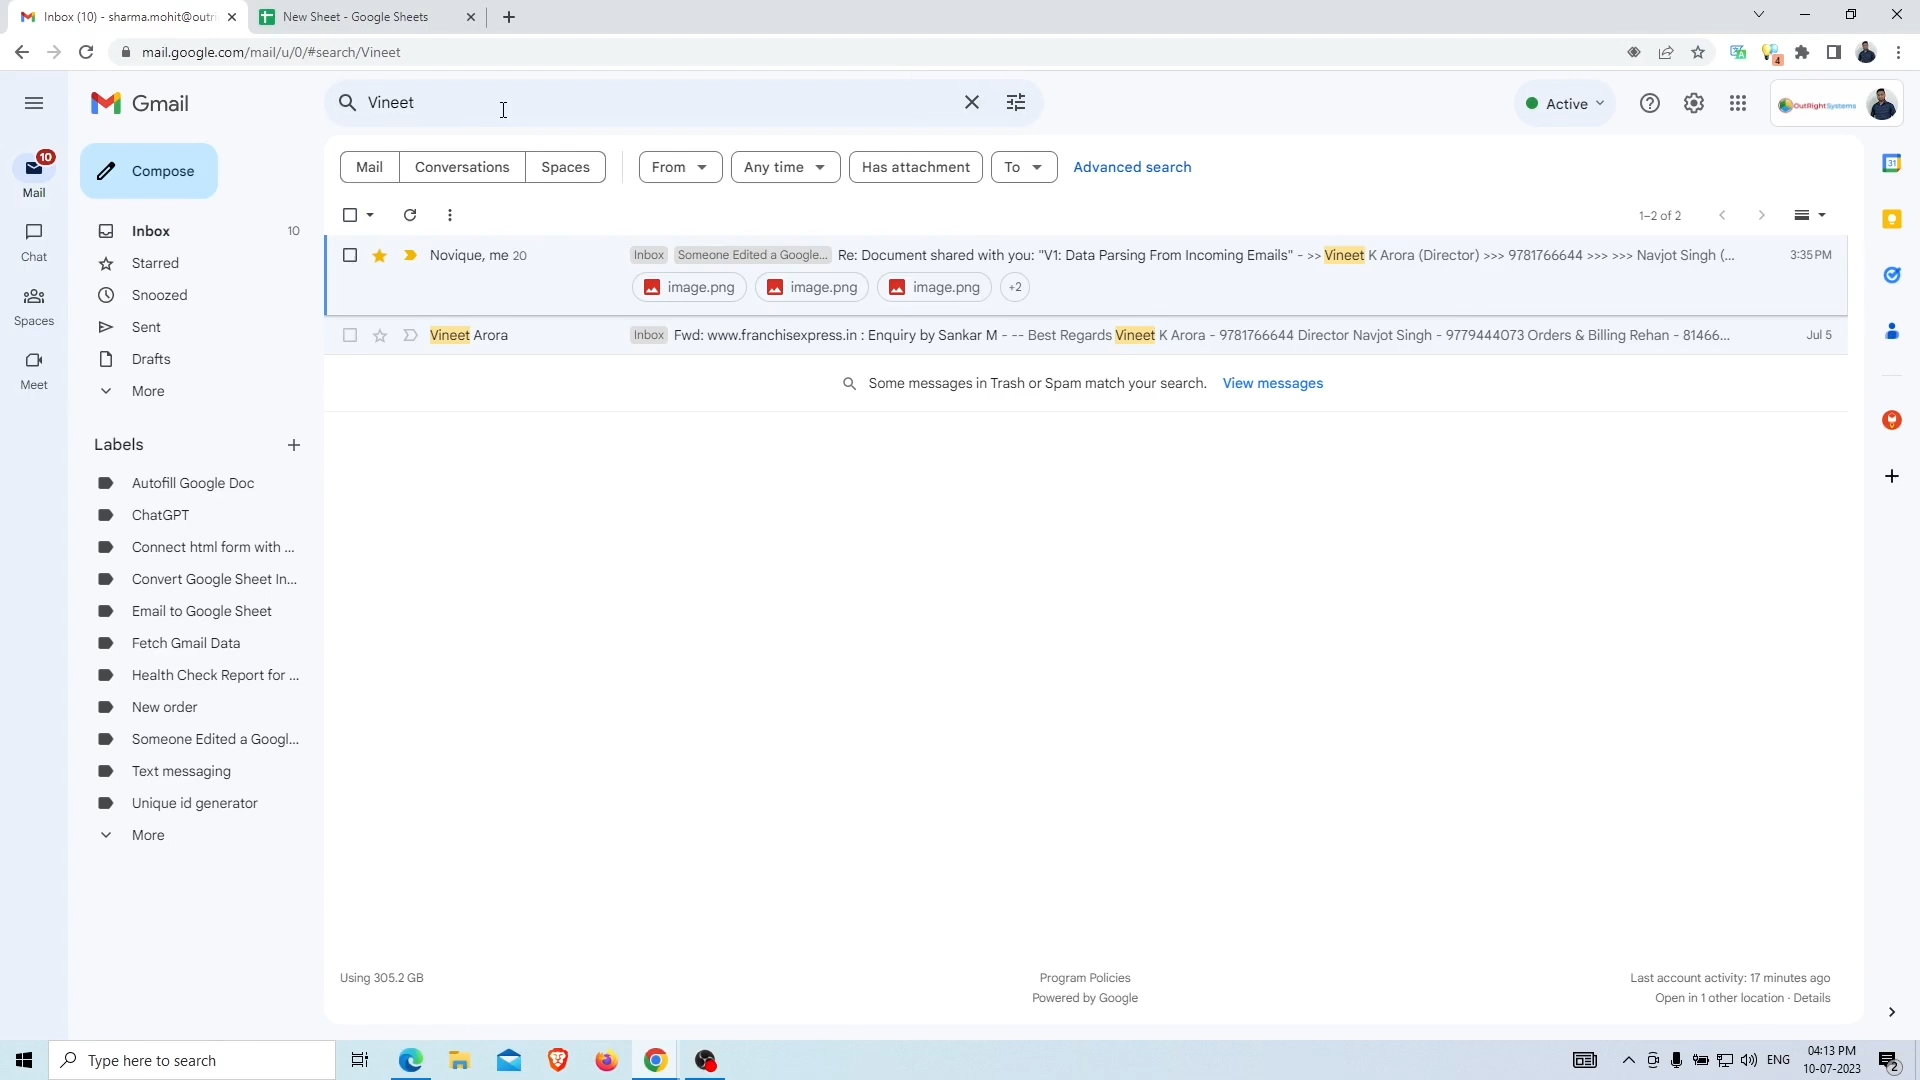 Inbox (10) - sharma.mohit@outri
New Sheet - Google Sheets
mail.google.com/mail/u/0/#search/Vineet
4
Gmail
Vineet
Active
OutRight Systems
10
Mail
Compose
Mail
Conversations
Spaces
From
Any time
Has attachment
To
Advanced search
31
Chat
Inbox
10
1–2 of 2
Starred
Novique, me 20
Inbox
Someone Edited a Google...
Re: Document shared with you: "V1: Data Parsing From Incoming Emails" - >> Vineet K Arora (Director) >>> 9781766644 >>> >>> Navjot Singh (...
3:35 PM
image.png
image.png
image.png
+2
Snoozed
Spaces
Sent
Vineet Arora
Inbox
Fwd: www.franchisexpress.in : Enquiry by Sankar M - -- Best Regards Vineet K Arora - 9781766644 Director Navjot Singh - 9779444073 Orders & Billing Rehan - 81466...
Jul 5
Drafts
Meet
Some messages in Trash or Spam match your search.
View messages
More
Labels
Autofill Google Doc
ChatGPT
Connect html form with ...
Convert Google Sheet In...
Email to Google Sheet
Fetch Gmail Data
Health Check Report for ...
New order
Someone Edited a Googl...
Text messaging
Unique id generator
More
Using 305.2 GB
Program Policies
Powered by Google
Last account activity: 17 minutes ago
Open in 1 other location · Details
Type here to search
ENG
04:13 PM
10-07-2023
2